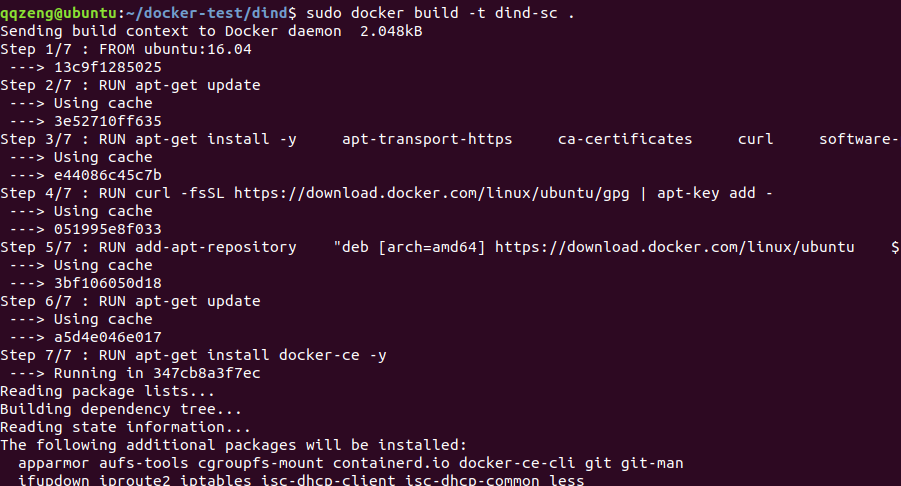 qqzeng@ubuntu:~/docker-test/dind$ sudo docker build -t dind-sc .
Sending build context to Docker daemon  2.048kB
Step 1/7 : FROM ubuntu:16.04
 ---> 13c9f1285025
Step 2/7 : RUN apt-get update
 ---> Using cache
 ---> 3e52710ff635
Step 3/7 : RUN apt-get install -y     apt-transport-https     ca-certificates     curl     software-
 ---> Using cache
 ---> e44086c45c7b
Step 4/7 : RUN curl -fsSL https://download.docker.com/linux/ubuntu/gpg | apt-key add -
 ---> Using cache
 ---> 051995e8f033
Step 5/7 : RUN add-apt-repository    "deb [arch=amd64] https://download.docker.com/linux/ubuntu    $
 ---> Using cache
 ---> 3bf106050d18
Step 6/7 : RUN apt-get update
 ---> Using cache
 ---> a5d4e046e017
Step 7/7 : RUN apt-get install docker-ce -y
 ---> Running in 347cb8a3f7ec
Reading package lists...
Building dependency tree...
Reading state information...
The following additional packages will be installed:
  apparmor aufs-tools cgroupfs-mount containerd.io docker-ce-cli git git-man
  ifupdown iproute2 iptables isc-dhcp-client isc-dhcp-common less